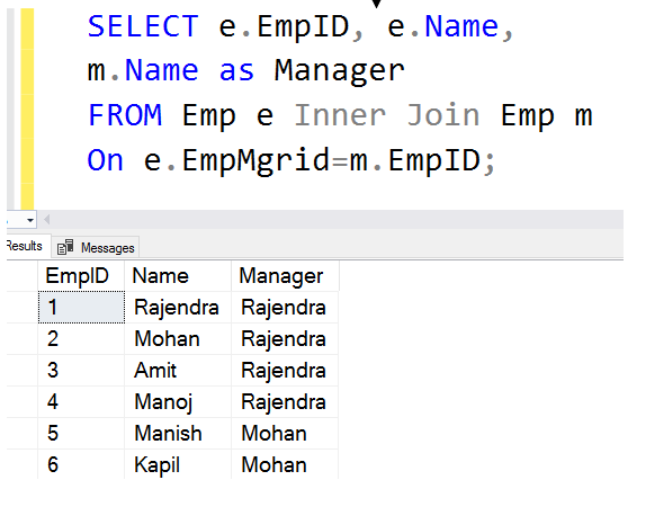 SELECT e.EmpID, e.Name,
m.Name as Manager
FROM Emp e Inner Join Emp m
On e.EmpMgrid=m.EmpID;
Results Messages
EmpID Name Manager
1 Rajendra Rajendra
2 Mohan Rajendra
3 Amit Rajendra
4 Manoj Rajendra
5 Manish Mohan
6 Kapil Mohan